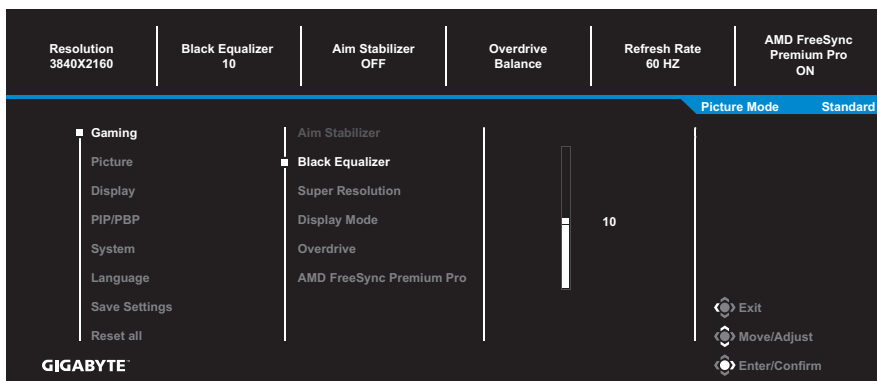 Resolution
3840X2160
Black Equalizer
10
Aim Stabilizer
OFF
Overdrive
Balance
Refresh Rate
60 HZ
AMD FreeSync
Premium Pro
ON
Picture Mode Standard
Gaming
Picture
Display
PIP/PBP
System
Language
Save Settings
Reset all
Aim Stabilizer
Black Equalizer
Super Resolution
Display Mode
Overdrive
AMD FreeSync Premium Pro
10
Exit
Move/Adjust
Enter/Confirm
GIGABYTE™